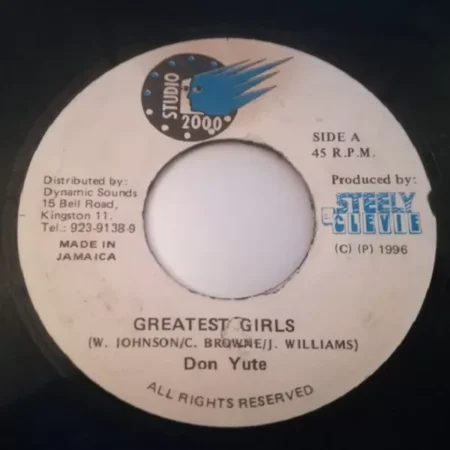 STUDIO
2000
SIDE A
45 R.P.M.
Distributed by:
Dynamic Sounds
15 Bell Road,
Kingston 11.
Tel.: 923-9138-9
MADE IN
JAMAICA
Produced by:
STEELY
& CLEVIE
(C) (P) 1996
GREATEST GIRLS
(W. JOHNSON/C. BROWNE/J. WILLIAMS)
Don Yute
ALL RIGHTS RESERVED